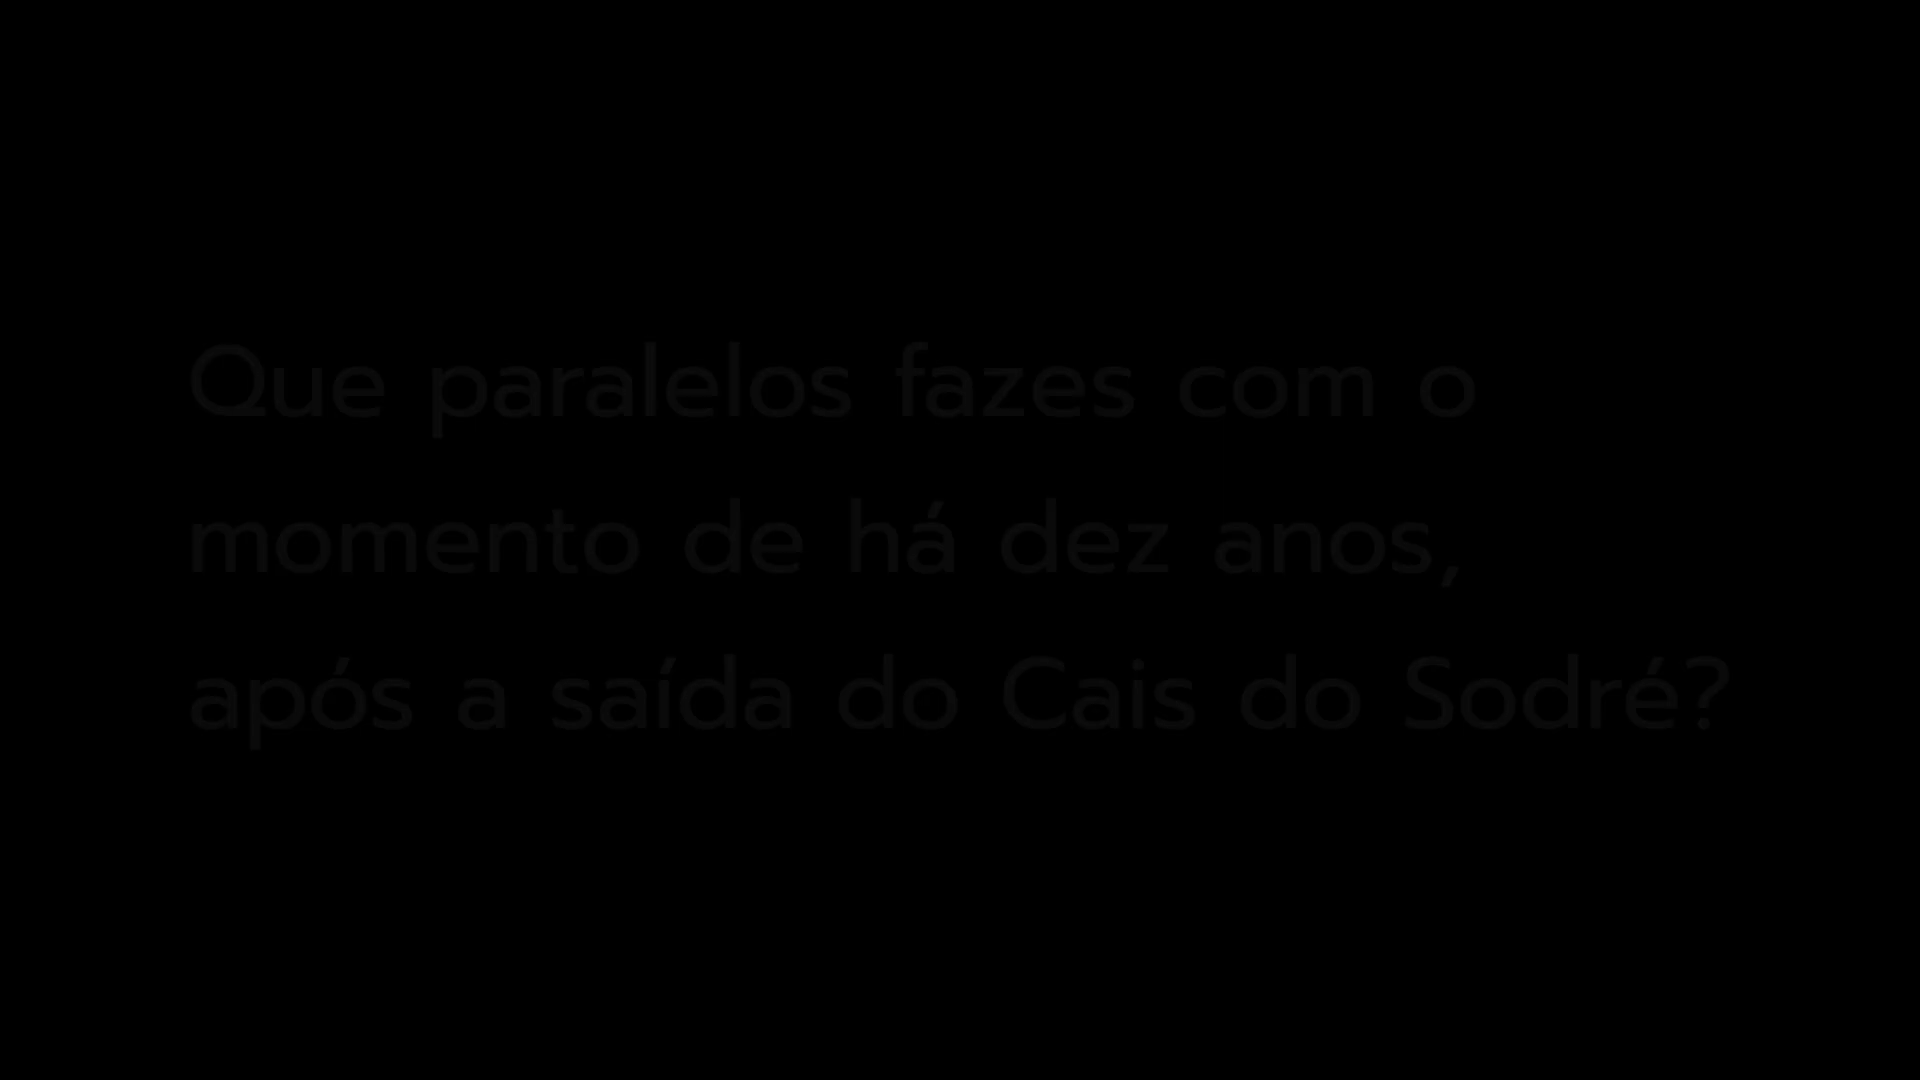 Que paralelos fazes com o
momento de há dez anos,
após a saída do Cais do Sodré?